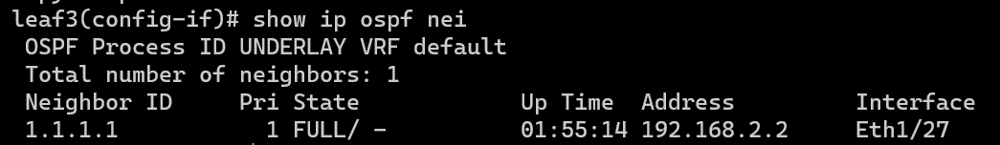 leaf3(config-if)# show ip ospf nei
 OSPF Process ID UNDERLAY VRF default
 Total number of neighbors: 1
 Neighbor ID     Pri State            Up Time  Address         Interface
 1.1.1.1           1 FULL/ -          01:55:14 192.168.2.2     Eth1/27